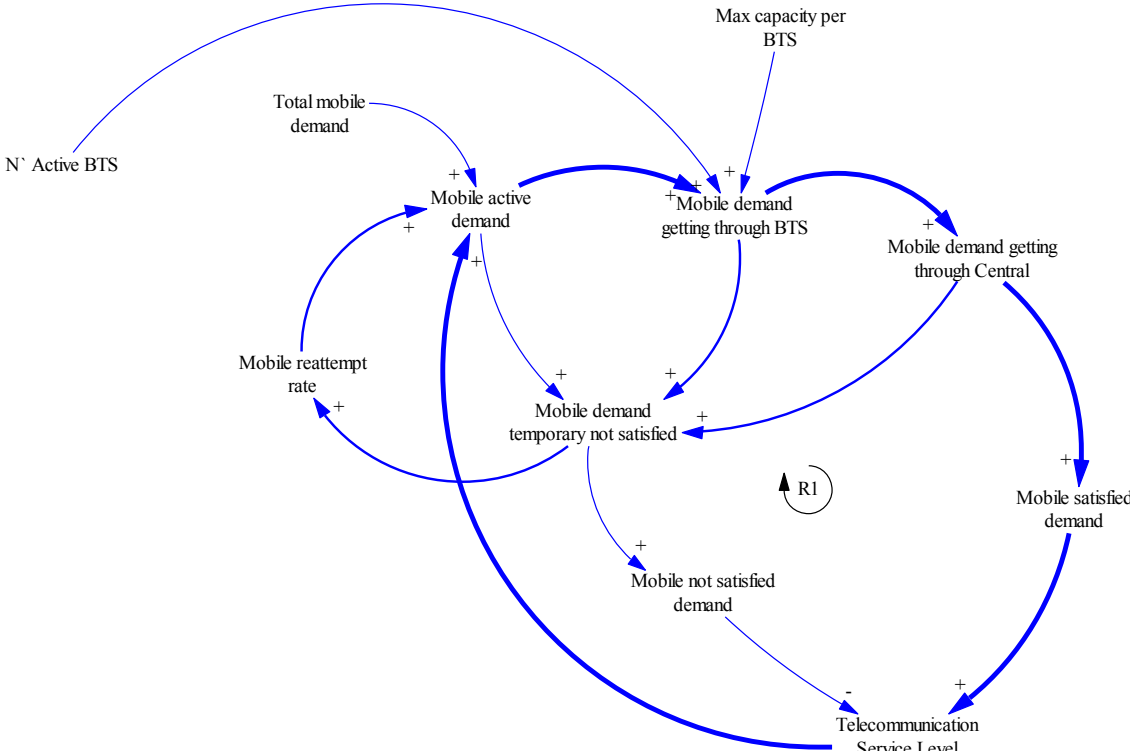 Max capacity per
BTS
Total mobile
demand
N` Active BTS
+
+
+
+
Mobile active
demand
Mobile demand
getting through BTS
+
+
Mobile demand getting
through Central
+
Mobile reattempt
rate
+
+
+
+
Mobile demand
temporary not satisfied
+
R1
+
Mobile satisfied
demand
+
Mobile not satisfied
demand
-
+
Telecommunication
Service Level